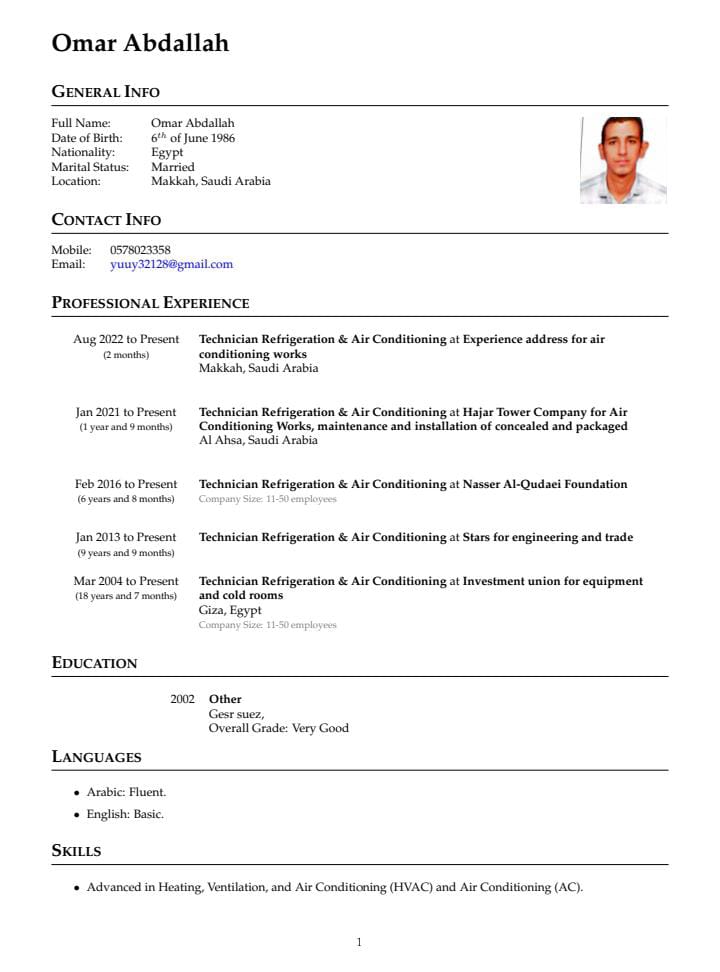 Omar Abdallah
General Info
Full Name: Omar Abdallah
Date of Birth: 6th of June 1986
Nationality: Egypt
Marital Status: Married
Location: Makkah, Saudi Arabia
Contact Info
Mobile: 0578023358
Email: yuuy32128@gmail.com
Professional Experience
Aug 2022 to Present Technician Refrigeration & Air Conditioning at Experience address for air
(2 months) conditioning works
Makkah, Saudi Arabia
Jan 2021 to Present Technician Refrigeration & Air Conditioning at Hajar Tower Company for Air
(1 year and 9 months) Conditioning Works, maintenance and installation of concealed and packaged
Al Ahsa, Saudi Arabia
Feb 2016 to Present Technician Refrigeration & Air Conditioning at Nasser Al-Qudaei Foundation
(6 years and 8 months) Company Size: 11-50 employees
Jan 2013 to Present Technician Refrigeration & Air Conditioning at Stars for engineering and trade
(9 years and 9 months)
Mar 2004 to Present Technician Refrigeration & Air Conditioning at Investment union for equipment
(18 years and 7 months) and cold rooms
Giza, Egypt
Company Size: 11-50 employees
Education
2002 Other
Gesr suez,
Overall Grade: Very Good
Languages
• Arabic: Fluent.
• English: Basic.
Skills
• Advanced in Heating, Ventilation, and Air Conditioning (HVAC) and Air Conditioning (AC).
1